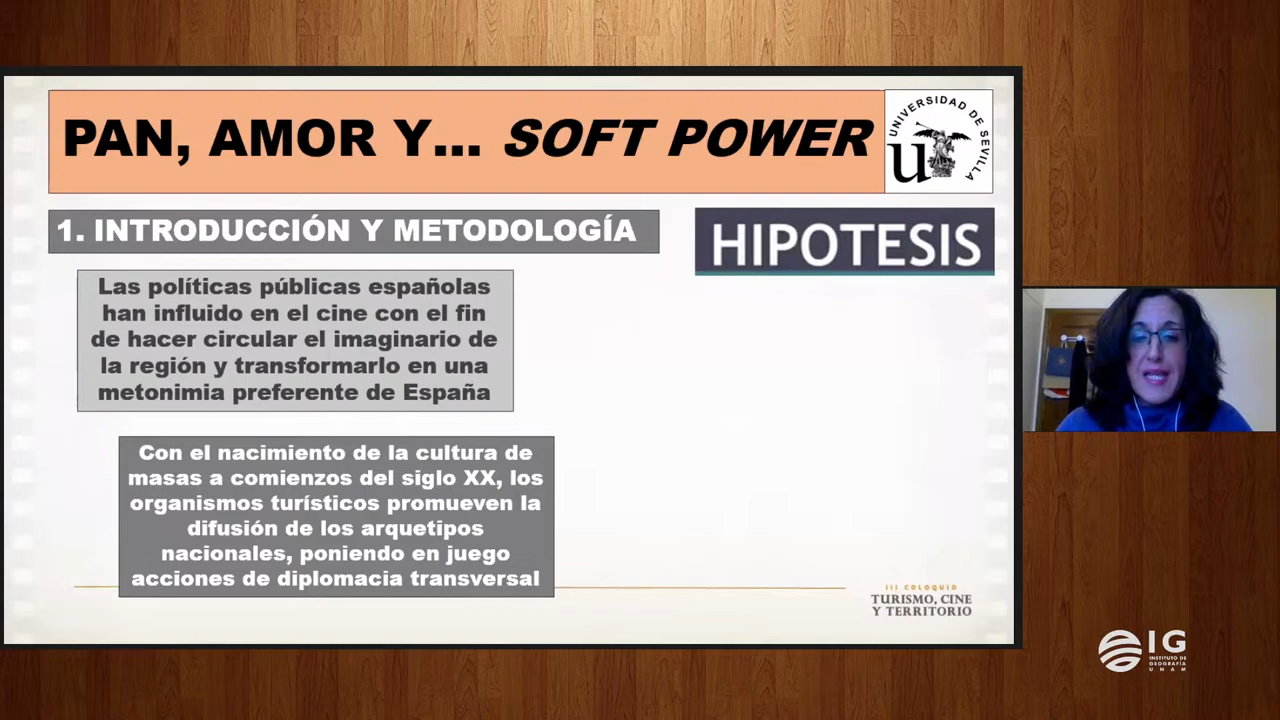 PAN, AMOR Y... SOFT POWER
UNIVERSIDAD DE SEVILLA
1. INTRODUCCIÓN Y METODOLOGÍA
HIPOTESIS
Las políticas públicas españolas
han influido en el cine con el fin
de hacer circular el imaginario de
la región y transformarlo en una
metonimia preferente de España
Con el nacimiento de la cultura de
masas a comienzos del siglo XX, los
organismos turísticos promueven la
difusión de los arquetipos
nacionales, poniendo en juego
acciones de diplomacia transversal
III COLOQUIO
TURISMO, CINE
Y TERRITORIO
IG
INSTITUTO DE
GEOGRAFÍA
UNAM